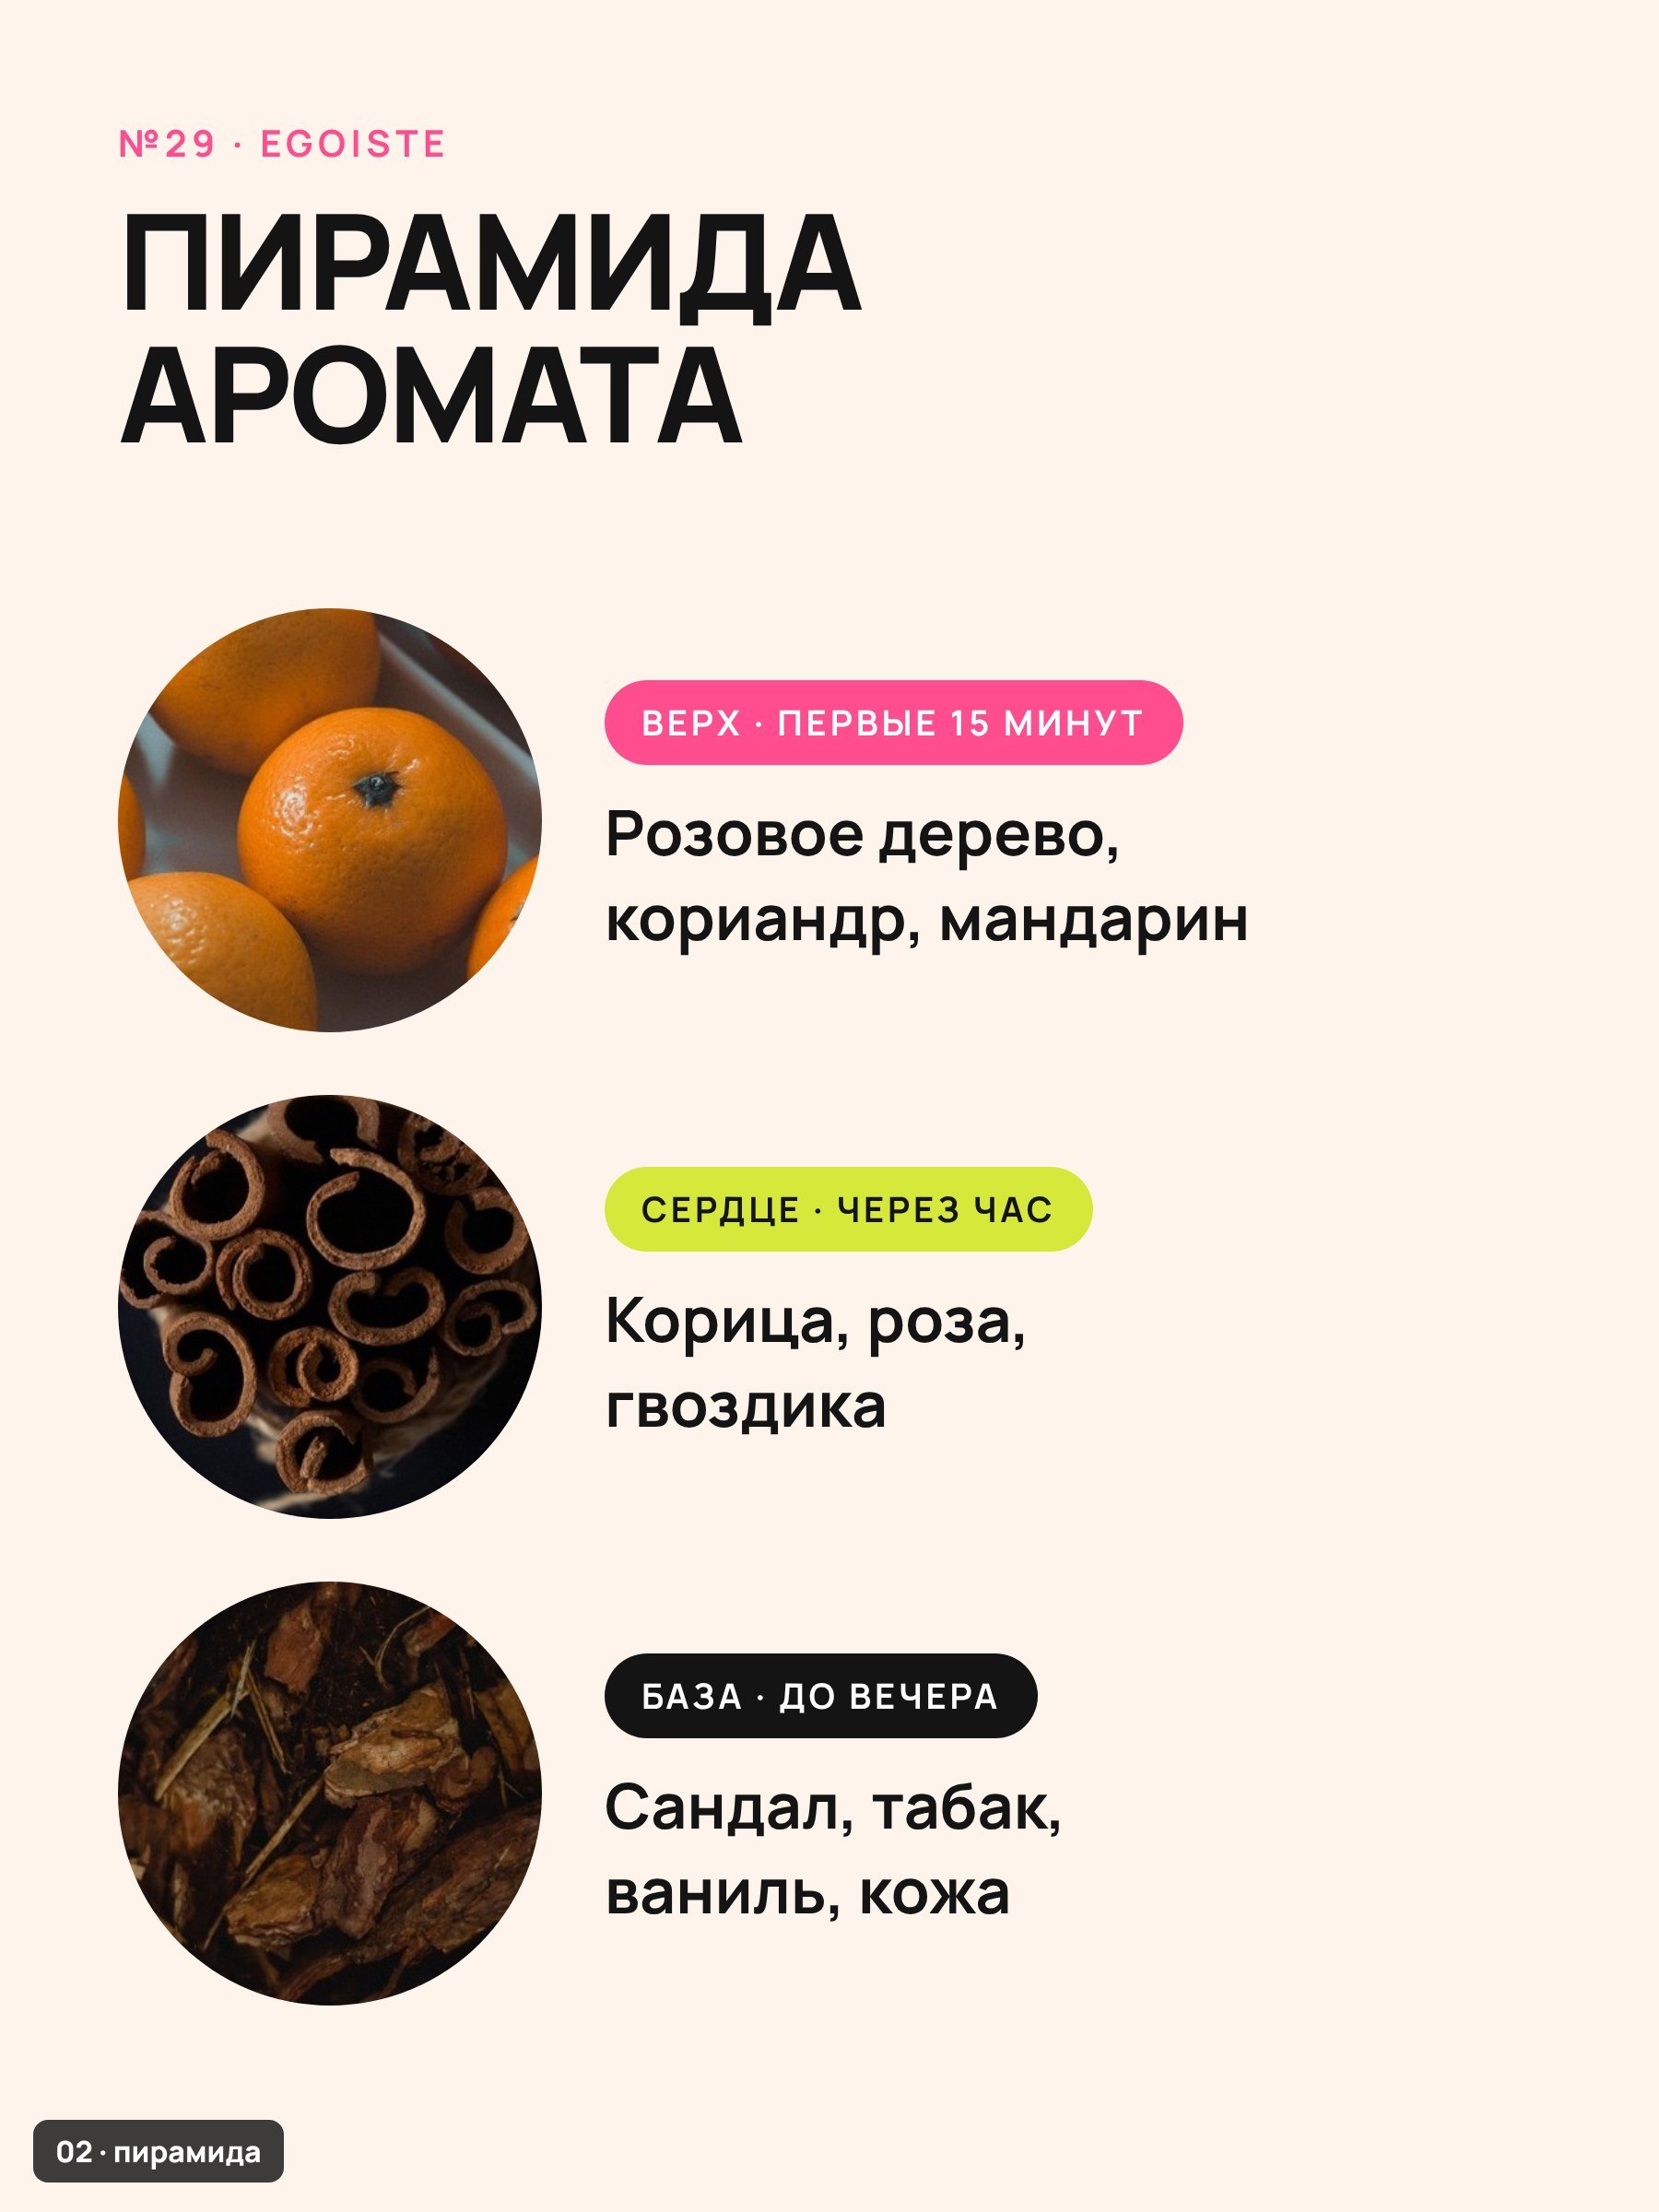 №29 · EGOISTE
ПИРАМИДА
АРОМАТА
ВЕРХ · ПЕРВЫЕ 15 МИНУТ
Розовое дерево,
кориандр, мандарин
СЕРДЦЕ · ЧЕРЕЗ ЧАС
Корица, роза,
гвоздика
БАЗА · ДО ВЕЧЕРА
Сандал, табак,
ваниль, кожа
02 · пирамида